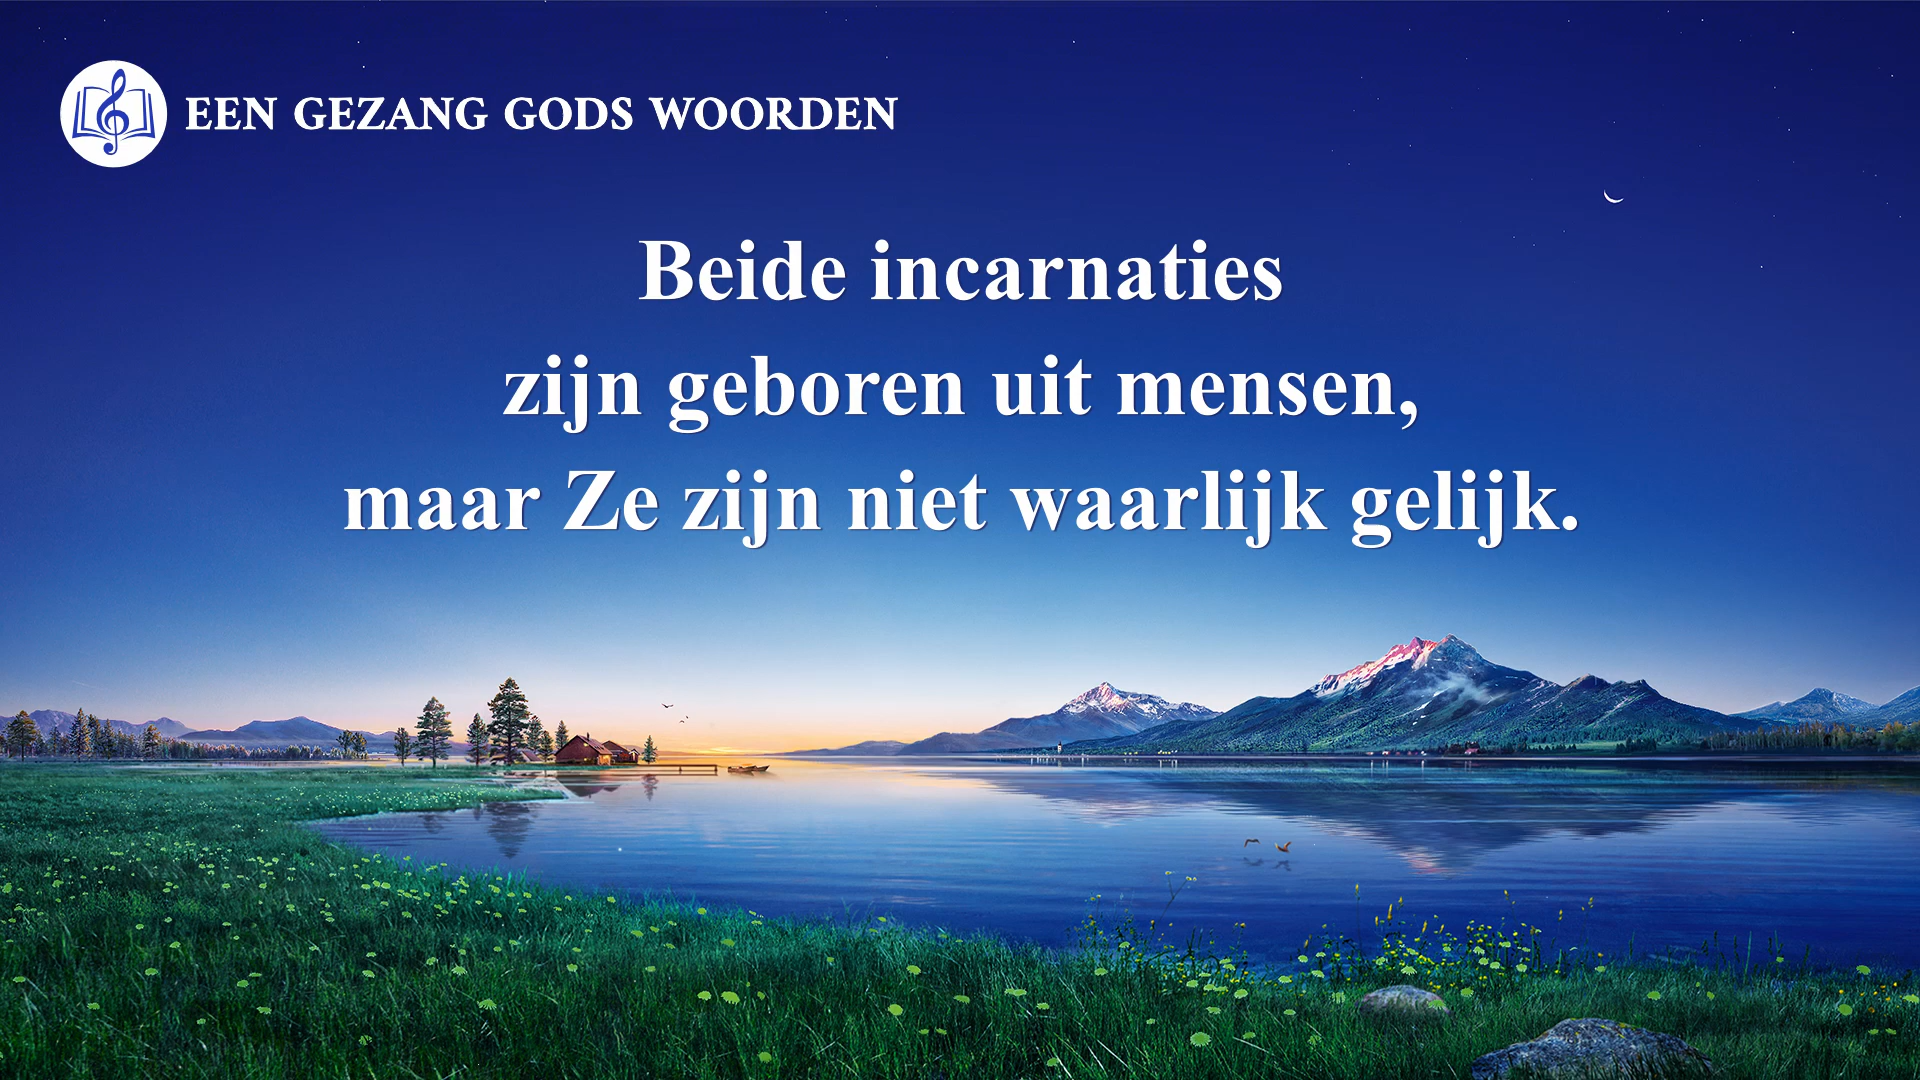 EEN GEZANG GODS WOORDEN
Beide incarnaties
zijn geboren uit mensen,
maar Ze zijn niet waarlijk gelijk.